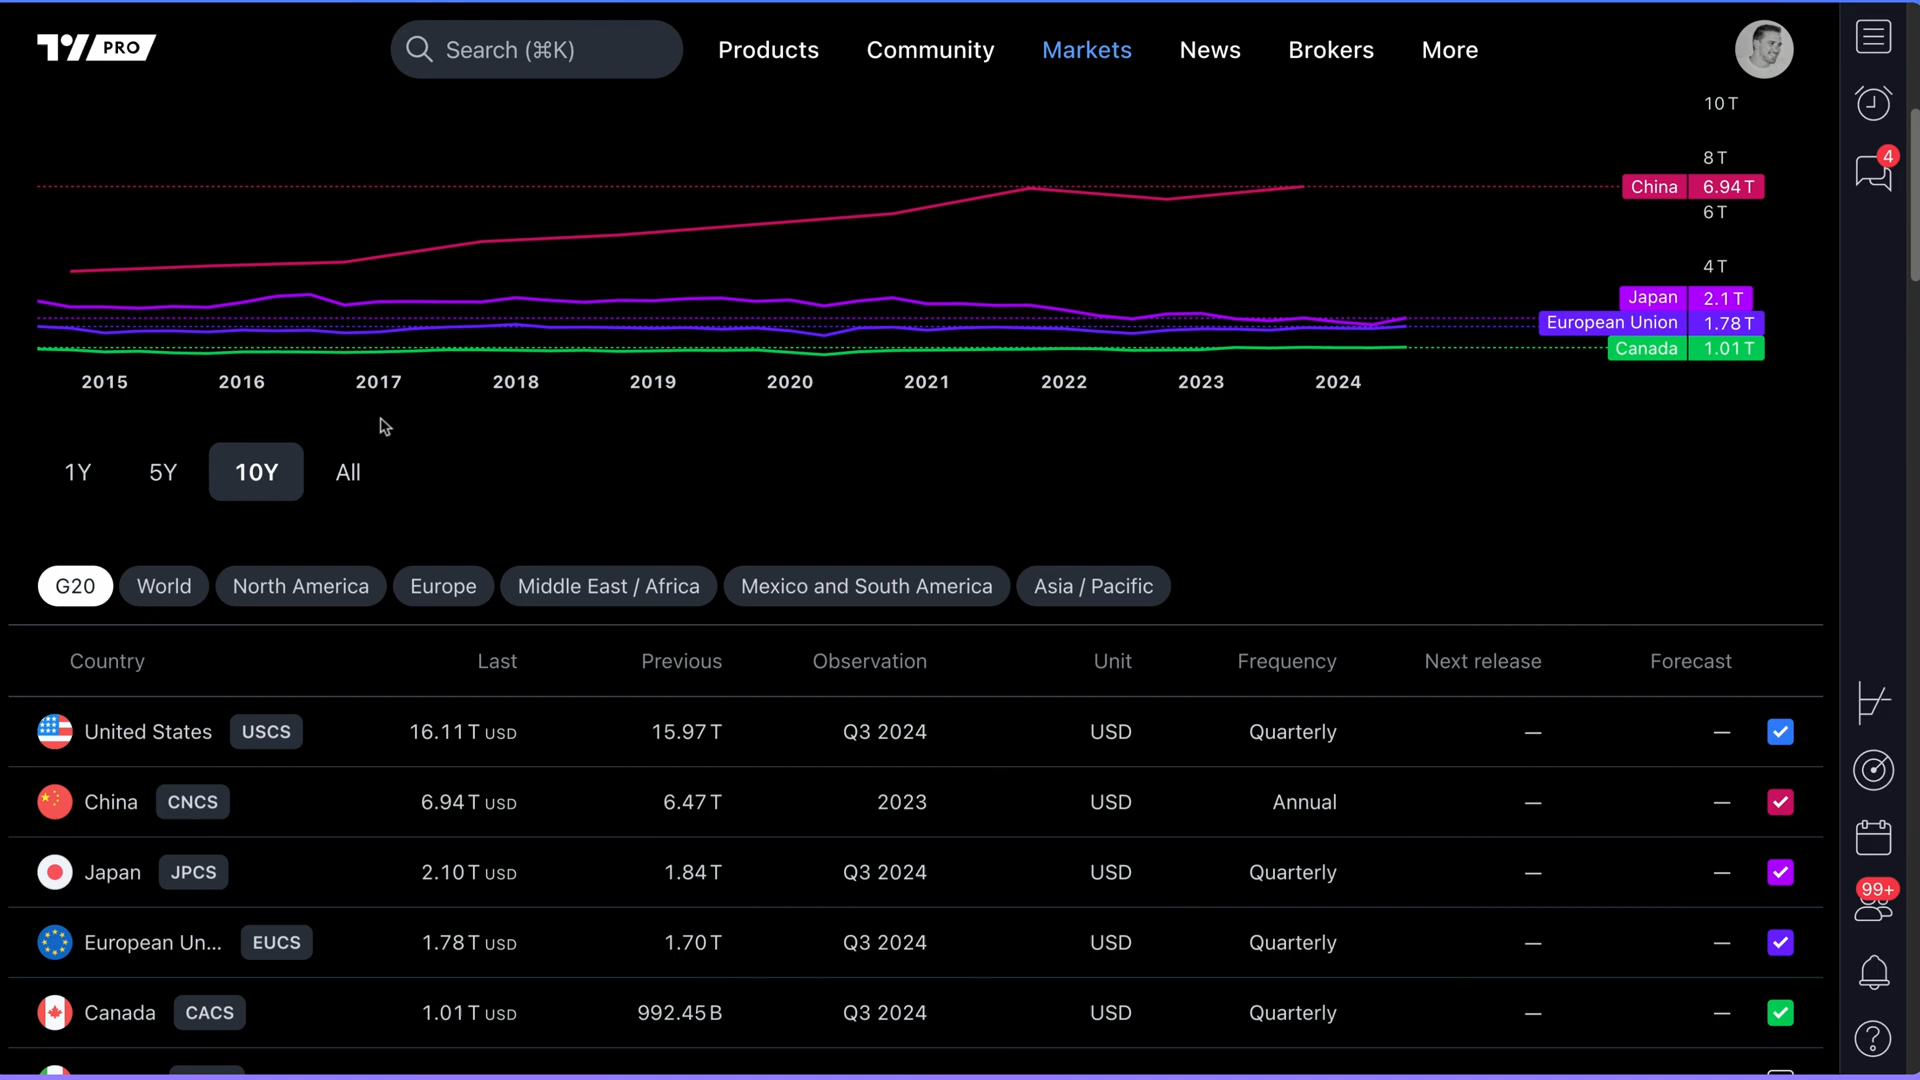 PRO
Search (⌘K)
Products
Community
Markets
News
Brokers
More
10 T
8 T
China 6.94 T
6 T
4 T
Japan 2.1 T
European Union 1.78 T
Canada 1.01 T
2015 2016 2017 2018 2019 2020 2021 2022 2023 2024
4
1Y 5Y 10Y All
G20 World North America Europe Middle East / Africa Mexico and South America Asia / Pacific
Country Last Previous Observation Unit Frequency Next release Forecast
United States USCS 16.11 T USD 15.97 T Q3 2024 USD Quarterly — —
China CNCS 6.94 T USD 6.47 T 2023 USD Annual — —
Japan JPCS 2.10 T USD 1.84 T Q3 2024 USD Quarterly — —
99+
European Un... EUCS 1.78 T USD 1.70 T Q3 2024 USD Quarterly — —
Canada CACS 1.01 T USD 992.45 B Q3 2024 USD Quarterly — —